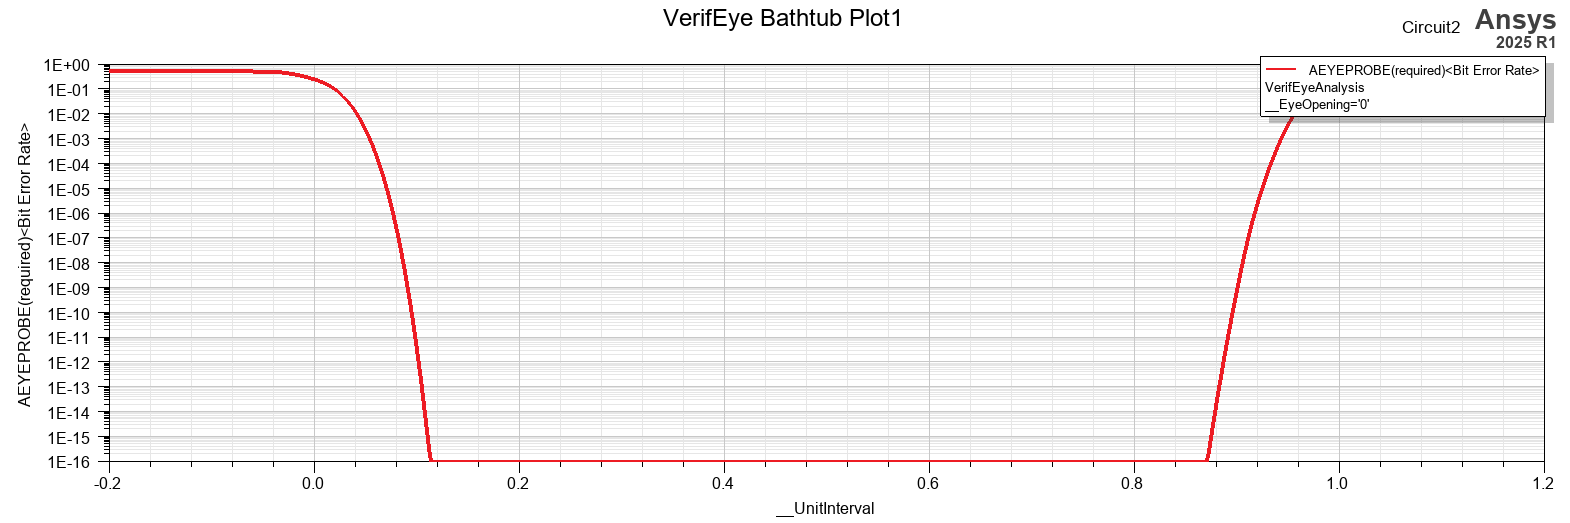 VerifEye Bathtub Plot1
Circuit2
Ansys
2025 R1
AEYEPROBE(required)<Bit Error Rate>
VerifEyeAnalysis
__EyeOpening='0'
AEYEPROBE(required)<Bit Error Rate>
1E+00
1E-01
1E-02
1E-03
1E-04
1E-05
1E-06
1E-07
1E-08
1E-09
1E-10
1E-11
1E-12
1E-13
1E-14
1E-15
1E-16
-0.2
0.0
0.2
0.4
0.6
0.8
1.0
1.2
__UnitInterval